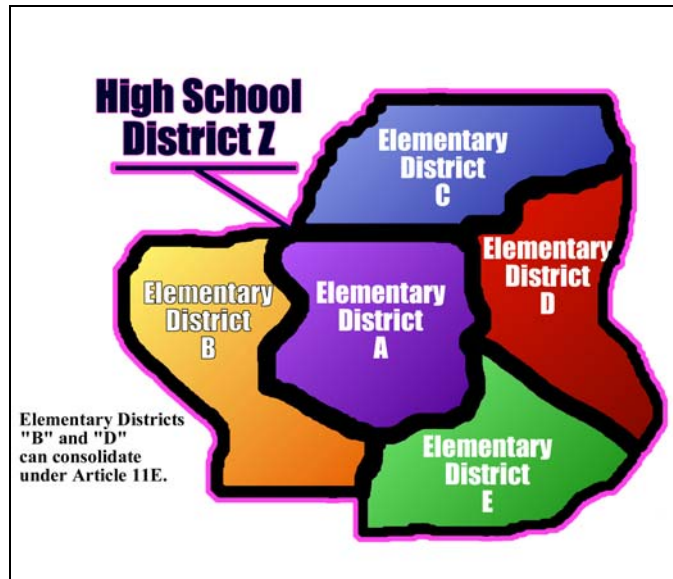 High School
District Z
Elementary
District
C
Elementary
District
D
Elementary
District
B
Elementary
District
A
Elementary Districts
"B" and "D"
can consolidate
under Article 11E.
Elementary
District
E